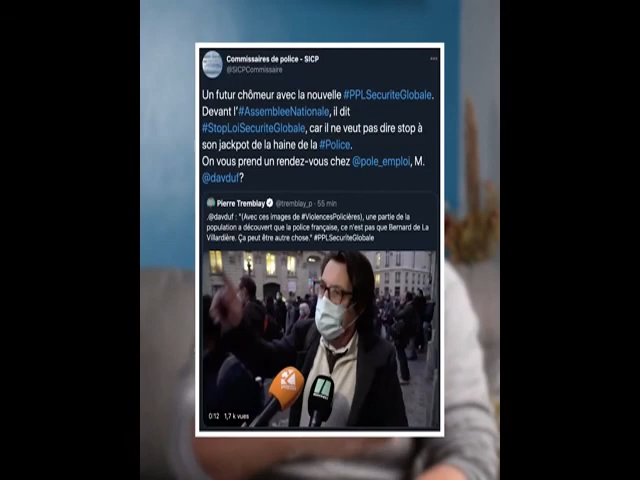 Commissaires de police - SICP
@SICPCommissaire
Un futur chômeur avec la nouvelle #PPLSecuriteGlobale.
Devant l'#AssembleeNationale, il dit
#StopLoiSecuriteGlobale, car il ne veut pas dire stop à
son jackpot de la haine de la #Police.
On vous prend un rendez-vous chez @pole_emploi, M.
@davduf?
Pierre Tremblay @tremblay_p · 55 min
.@davduf : "(Avec ces images de #ViolencesPolicières), une partie de la
population a découvert que la police française, ce n'est pas que Bernard de La
Villardière. Ça peut être autre chose." #PPLSecuriteGlobale
0:12 1,7 k vues